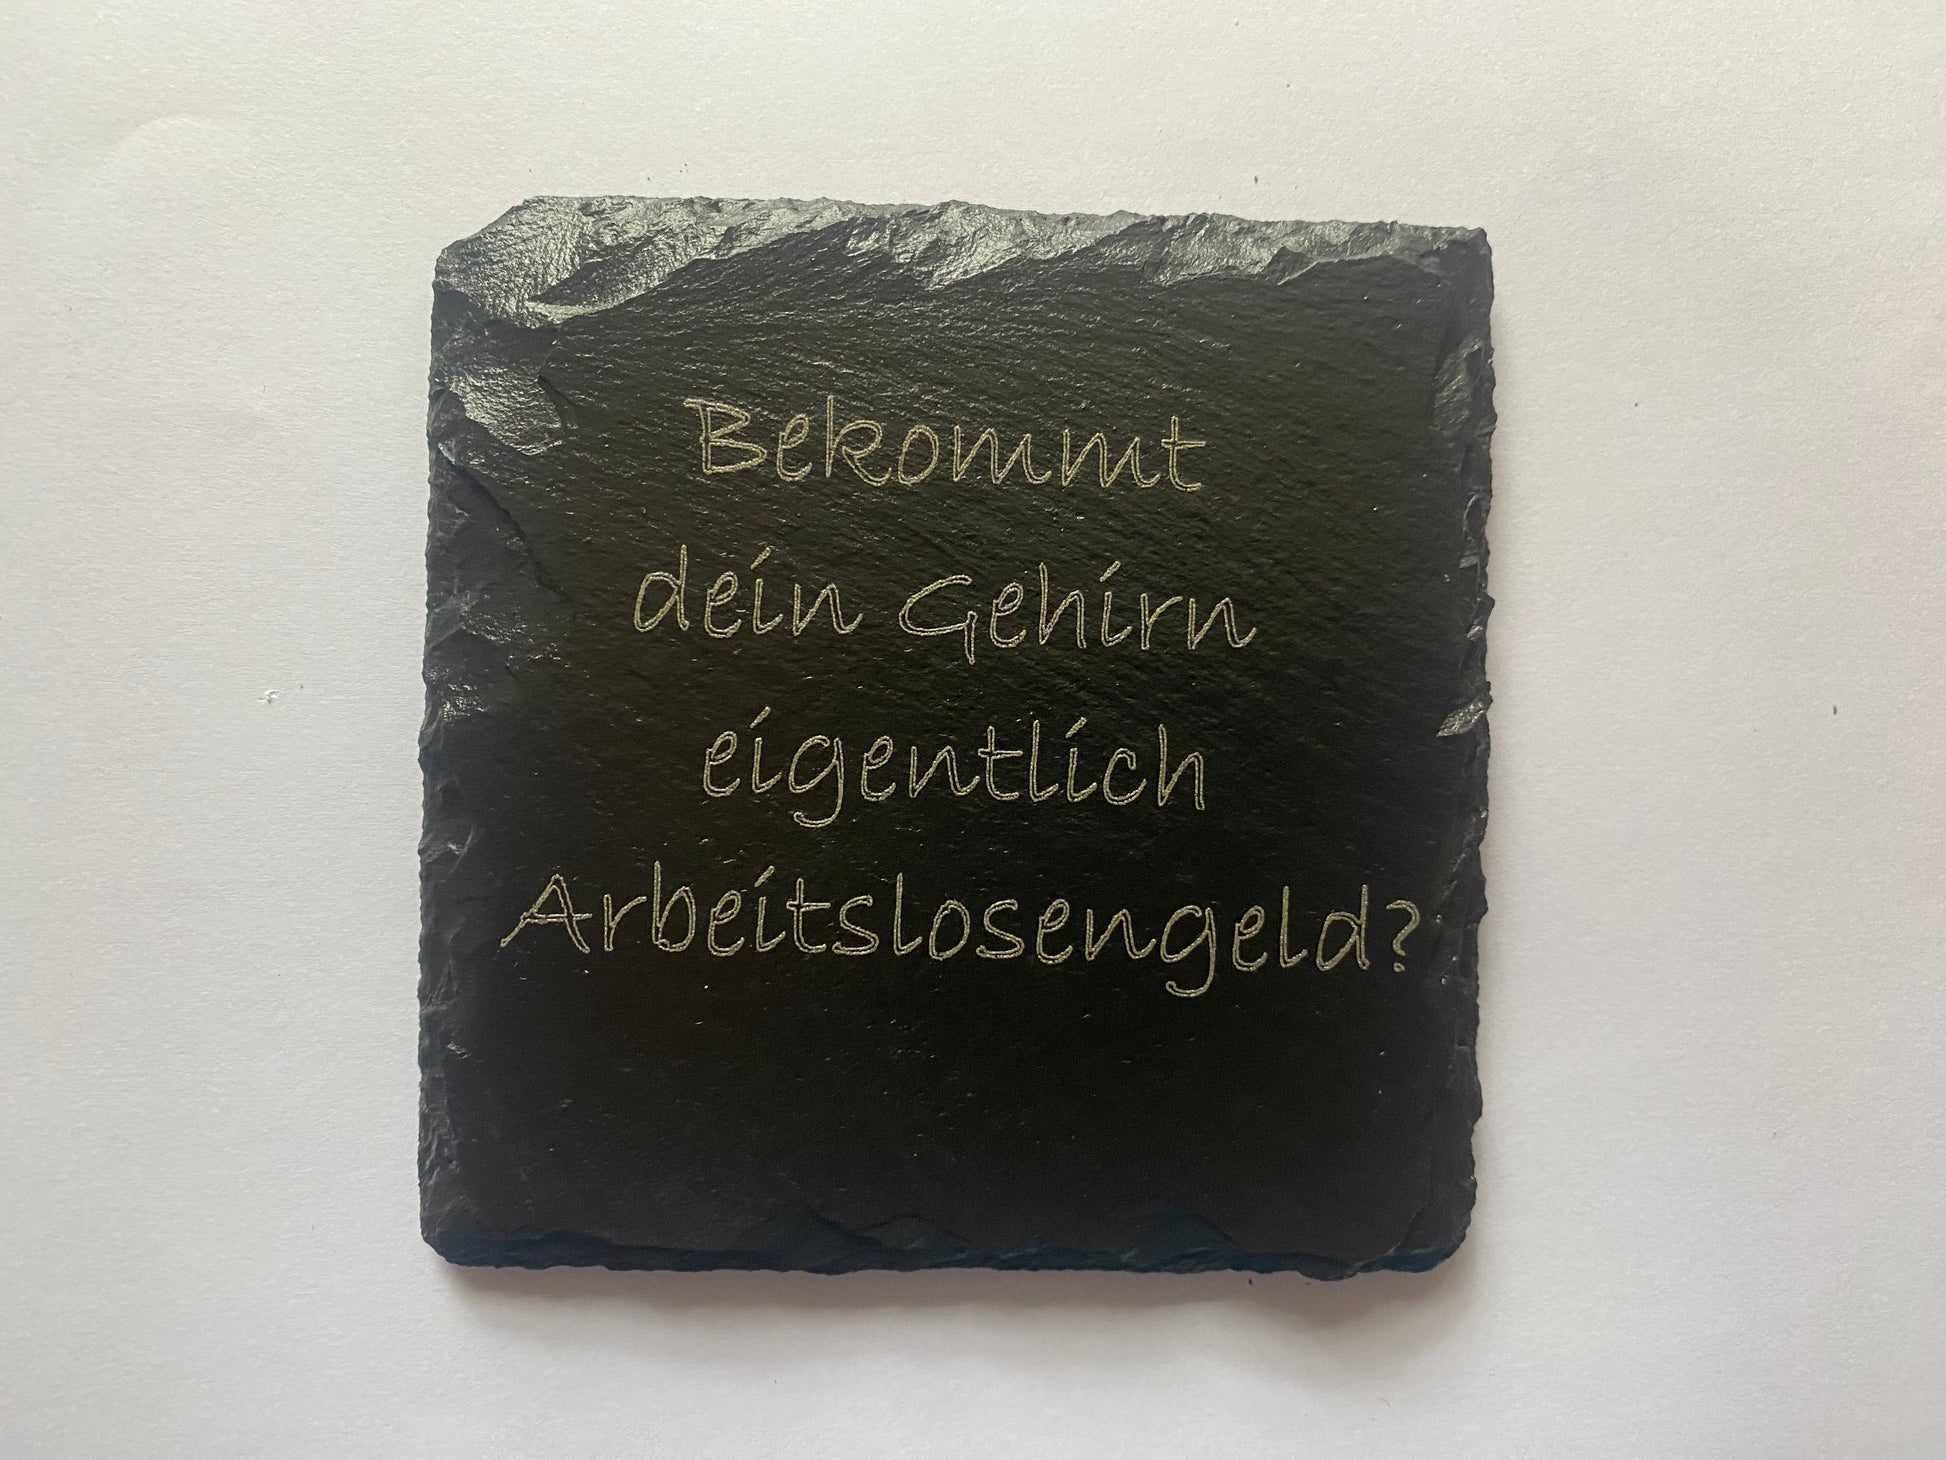 Bekommt
dein Gehirn
eigentlich
Arbeitslosengeld?